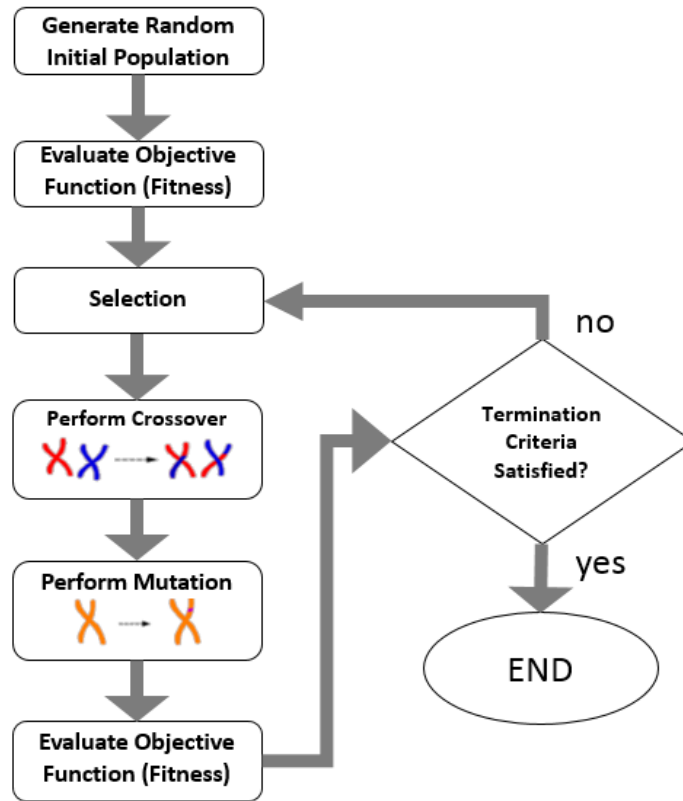 Generate Random
Initial Population
Evaluate Objective
Function (Fitness)
Selection
Perform Crossover
Perform Mutation
Evaluate Objective
Function (Fitness)
no
Termination
Criteria
Satisfied?
yes
END